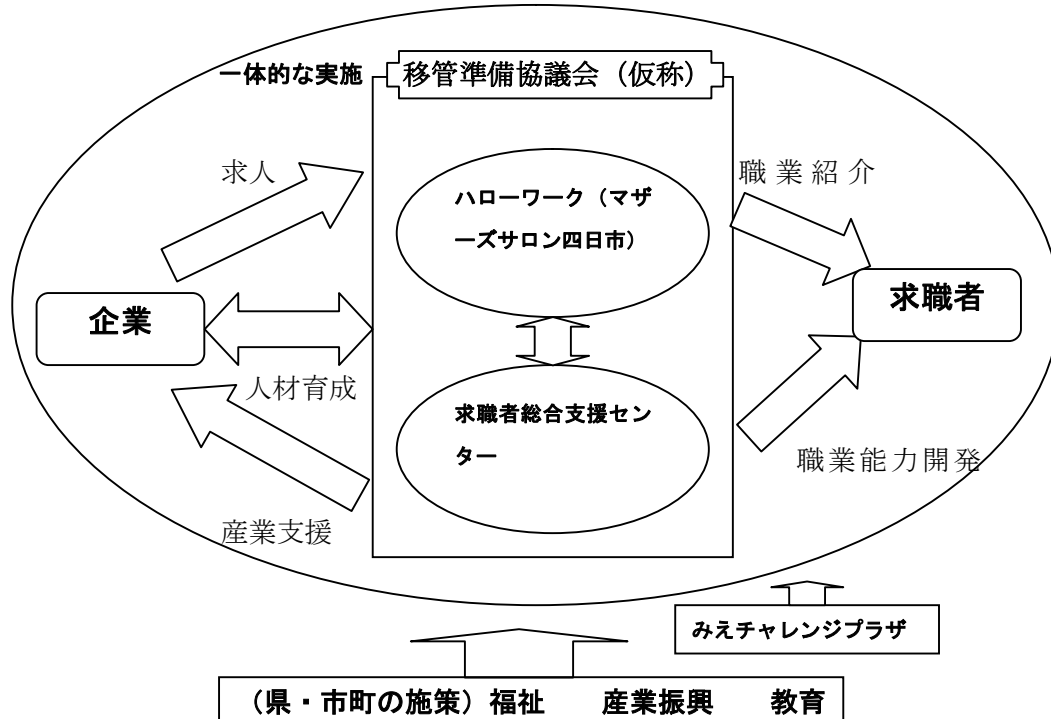 一体的な実施
移管準備協議会（仮称）
求人
職業紹介
ハローワーク（マザ
ーズサロン四日市）
企業
求職者
人材育成
求職者総合支援セン
ター
職業能力開発
産業支援
みえチャレンジプラザ
（県・市町の施策）福祉　産業振興　教育